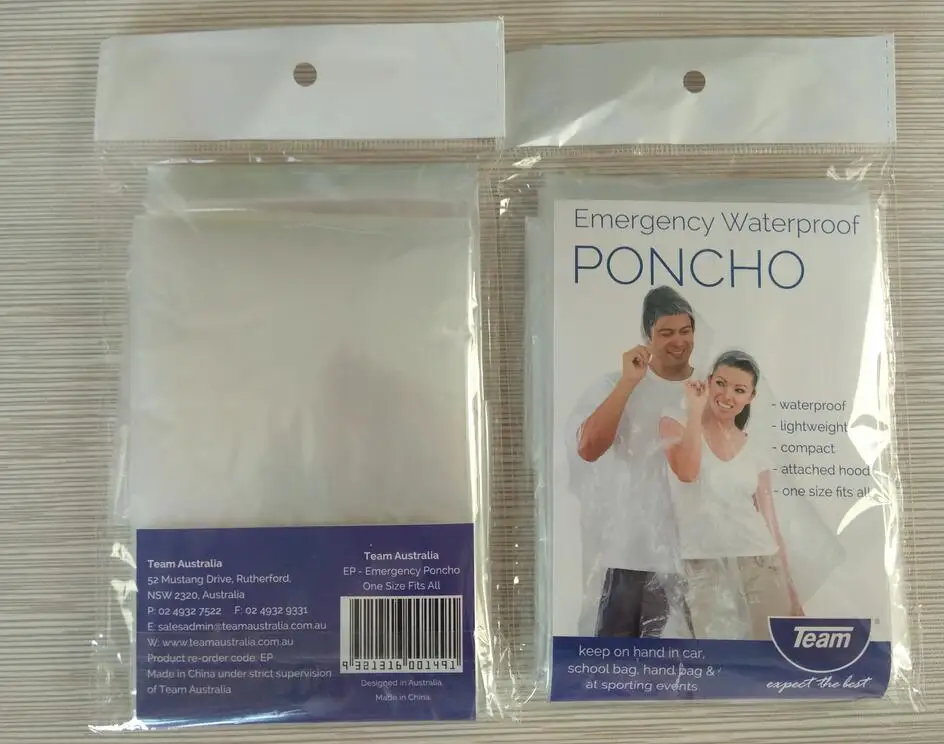 Team Australia
52 Mustang Drive, Rutherford,
NSW 2320, Australia
P: 02 4932 7522 F: 02 4932 9331
E: salesadmin@teamaustralia.com.au
W: www.teamaustralia.com.au
Product re-order code: EP
Made in China under strict supervision
of Team Australia
Team Australia
EP - Emergency Poncho
One Size Fits All
9 321316 001491
Designed in Australia.
Made in China.
Emergency Waterproof
PONCHO
- waterproof
- lightweight
- compact
- attached hood
- one size fits all
keep on hand in car,
school bag, hand bag &
at sporting events
Team®
expect the best